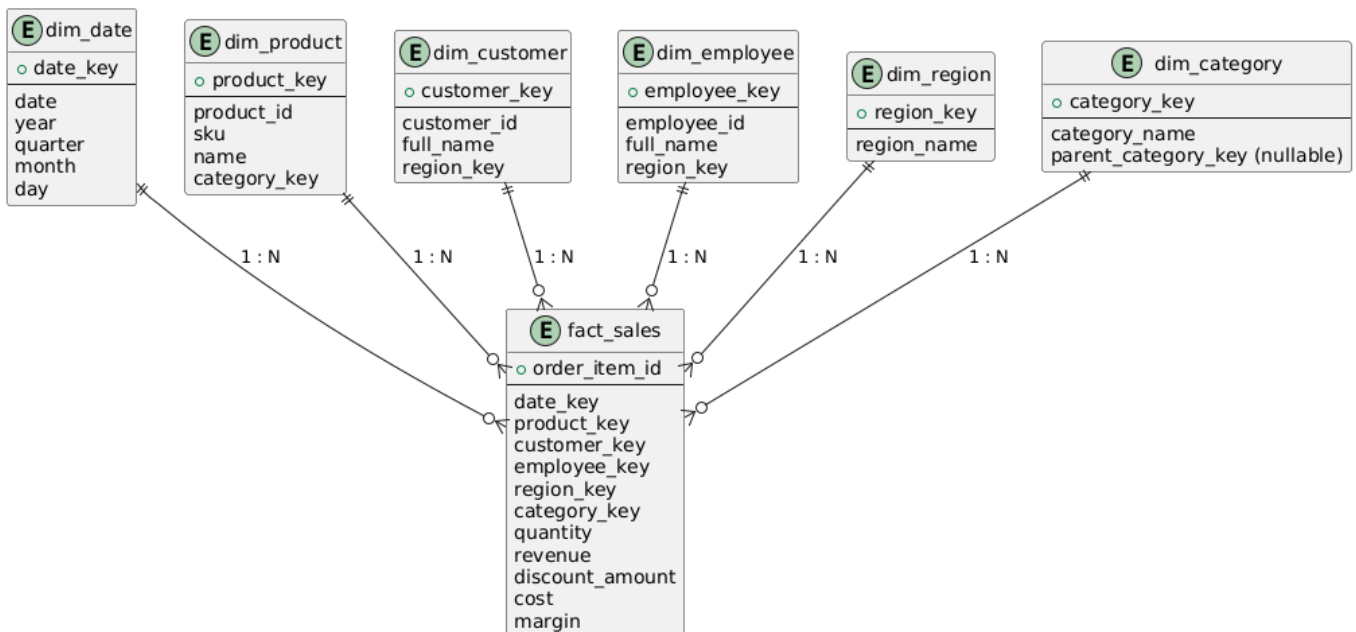 E dim_date
date_key
date
year
quarter
month
day
E dim_product
product_key
product_id
sku
name
category_key
E dim_customer
customer_key
customer_id
full_name
region_key
E dim_employee
employee_key
employee_id
full_name
region_key
E dim_region
region_key
region_name
E dim_category
category_key
category_name
parent_category_key (nullable)
1 : N
1 : N
1 : N
1 : N
1 : N
1 : N
E fact_sales
order_item_id
date_key
product_key
customer_key
employee_key
region_key
category_key
quantity
revenue
discount_amount
cost
margin